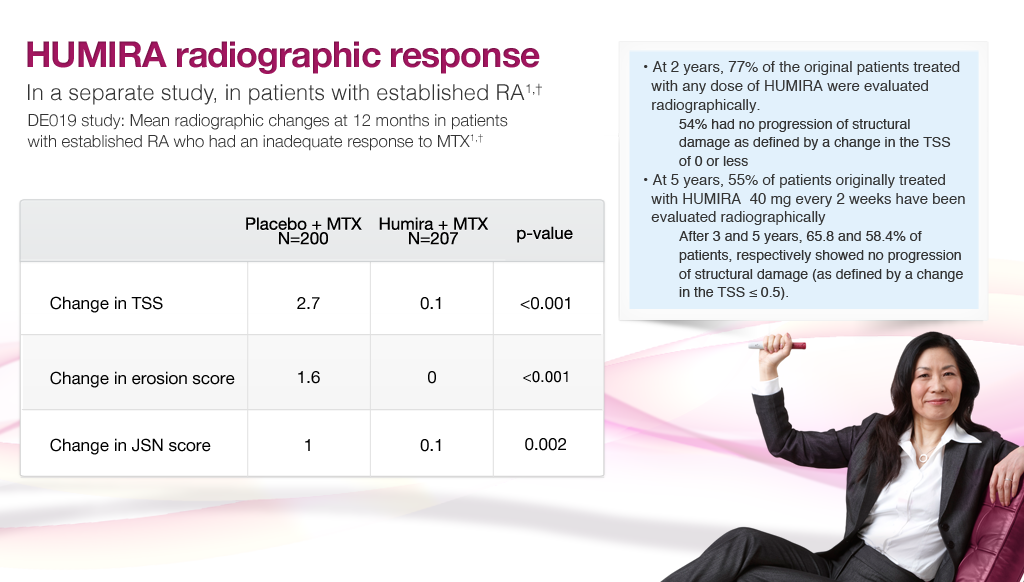 HUMIRA radiographic response
In a separate study, in patients with established RA¹,†
DE019 study: Mean radiographic changes at 12 months in patients
with established RA who had an inadequate response to MTX¹,†
Placebo + MTX Humira + MTX p-value
N=200 N=207
Change in TSS 2.7 0.1 <0.001
Change in erosion score 1.6 0 <0.001
Change in JSN score 1 0.1 0.002
• At 2 years, 77% of the original patients treated
with any dose of HUMIRA were evaluated
radiographically.
54% had no progression of structural
damage as defined by a change in the TSS
of 0 or less
• At 5 years, 55% of patients originally treated
with HUMIRA 40 mg every 2 weeks have been
evaluated radiographically
After 3 and 5 years, 65.8 and 58.4% of
patients, respectively showed no progression
of structural damage (as defined by a change
in the TSS ≤ 0.5).